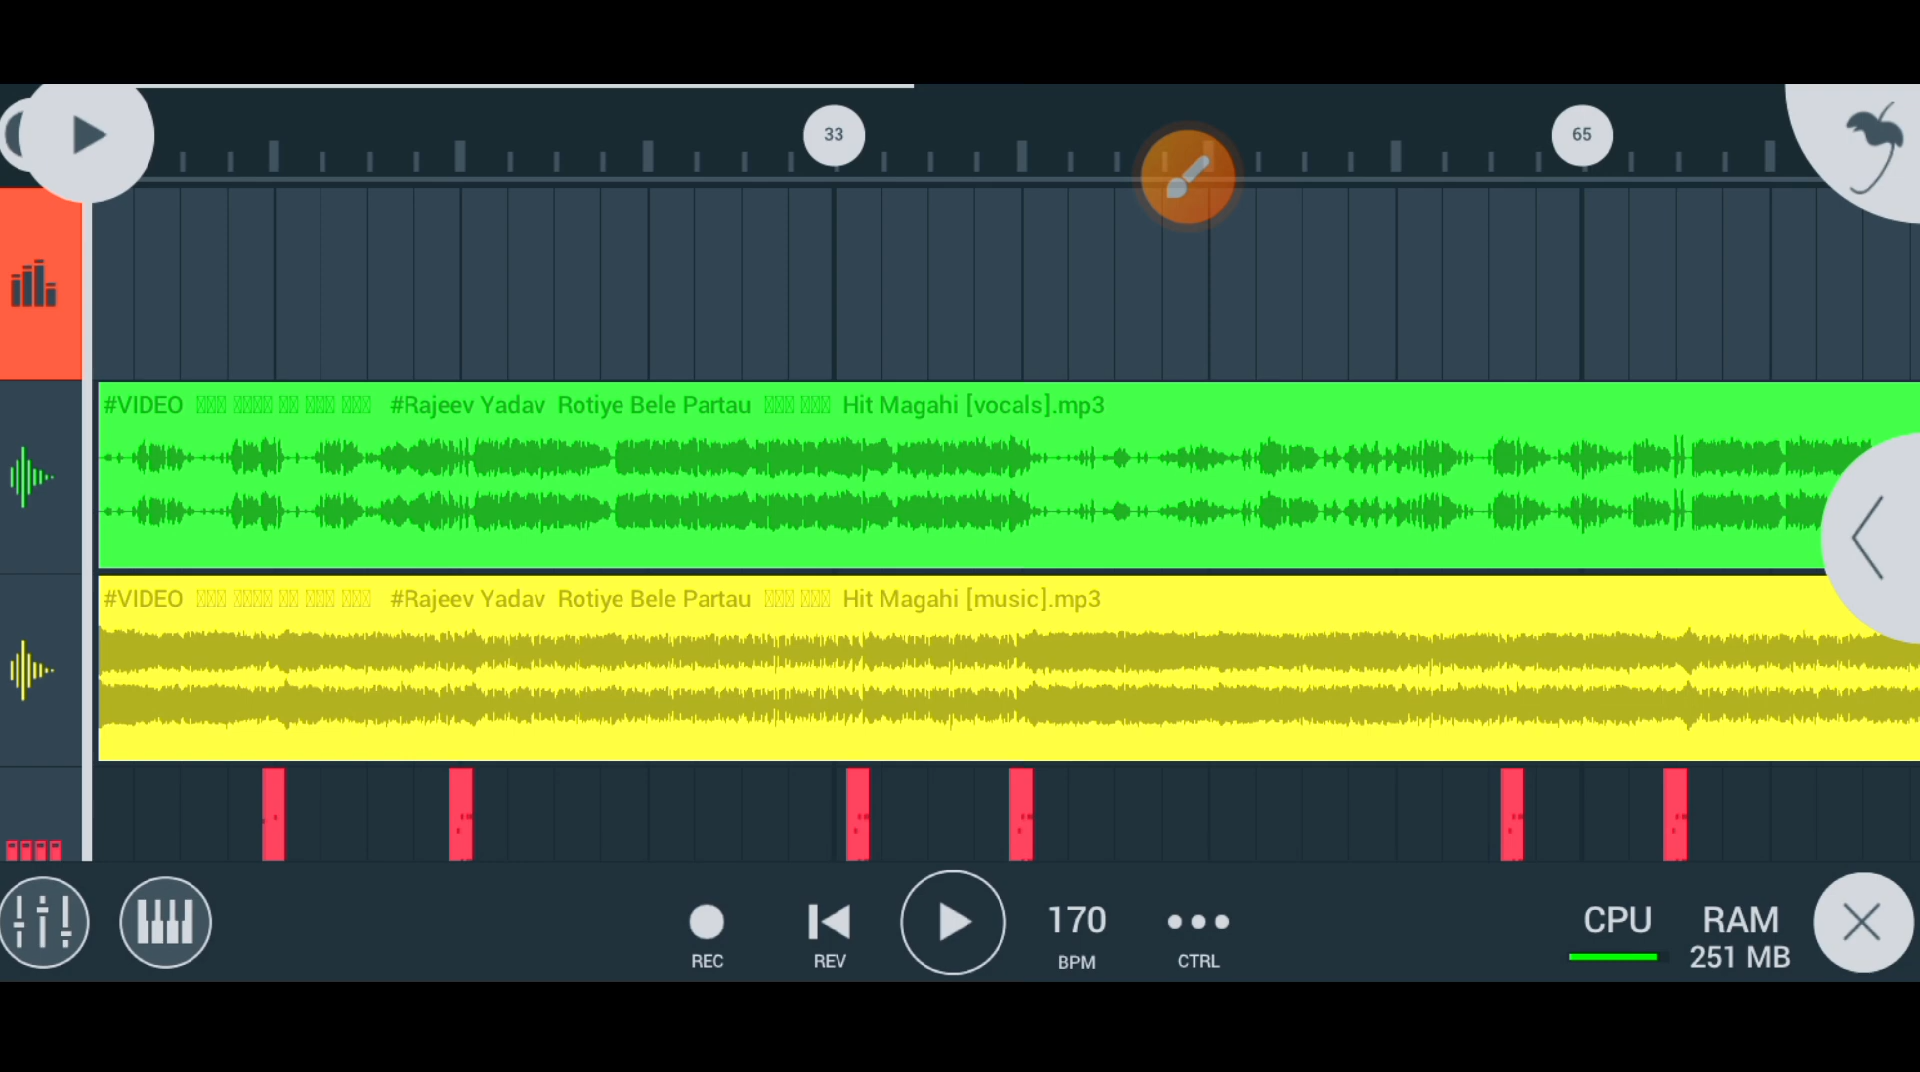 33
65
#VIDEO #Rajeev Yadav Rotiye Bele Partau Hit Magahi [vocals].mp3
#VIDEO #Rajeev Yadav Rotiye Bele Partau Hit Magahi [music].mp3
170
CPU RAM
251 MB
REC REV BPM CTRL